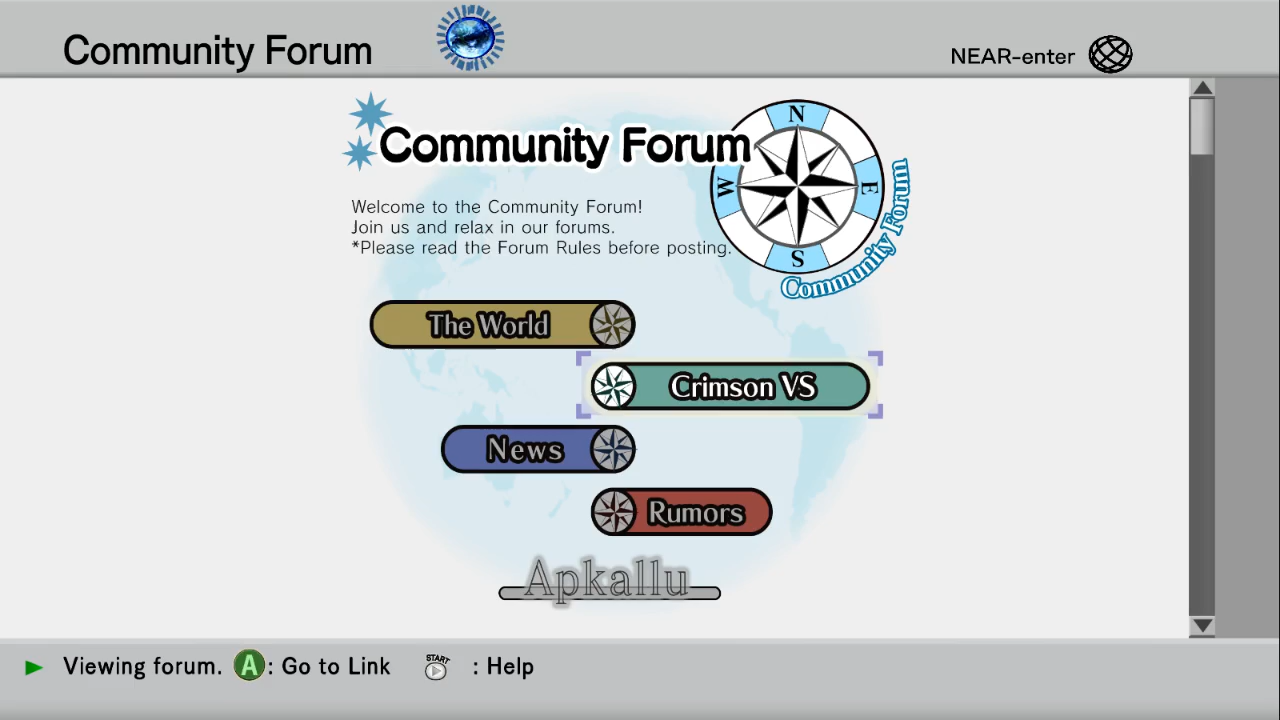 Community Forum
NEAR-enter
Community Forum
N
W
E
S
Community Forum
Welcome to the Community Forum!
Join us and relax in our forums.
*Please read the Forum Rules before posting.
The World
Crimson VS
News
Rumors
Apkallu
Viewing forum. A : Go to Link START : Help